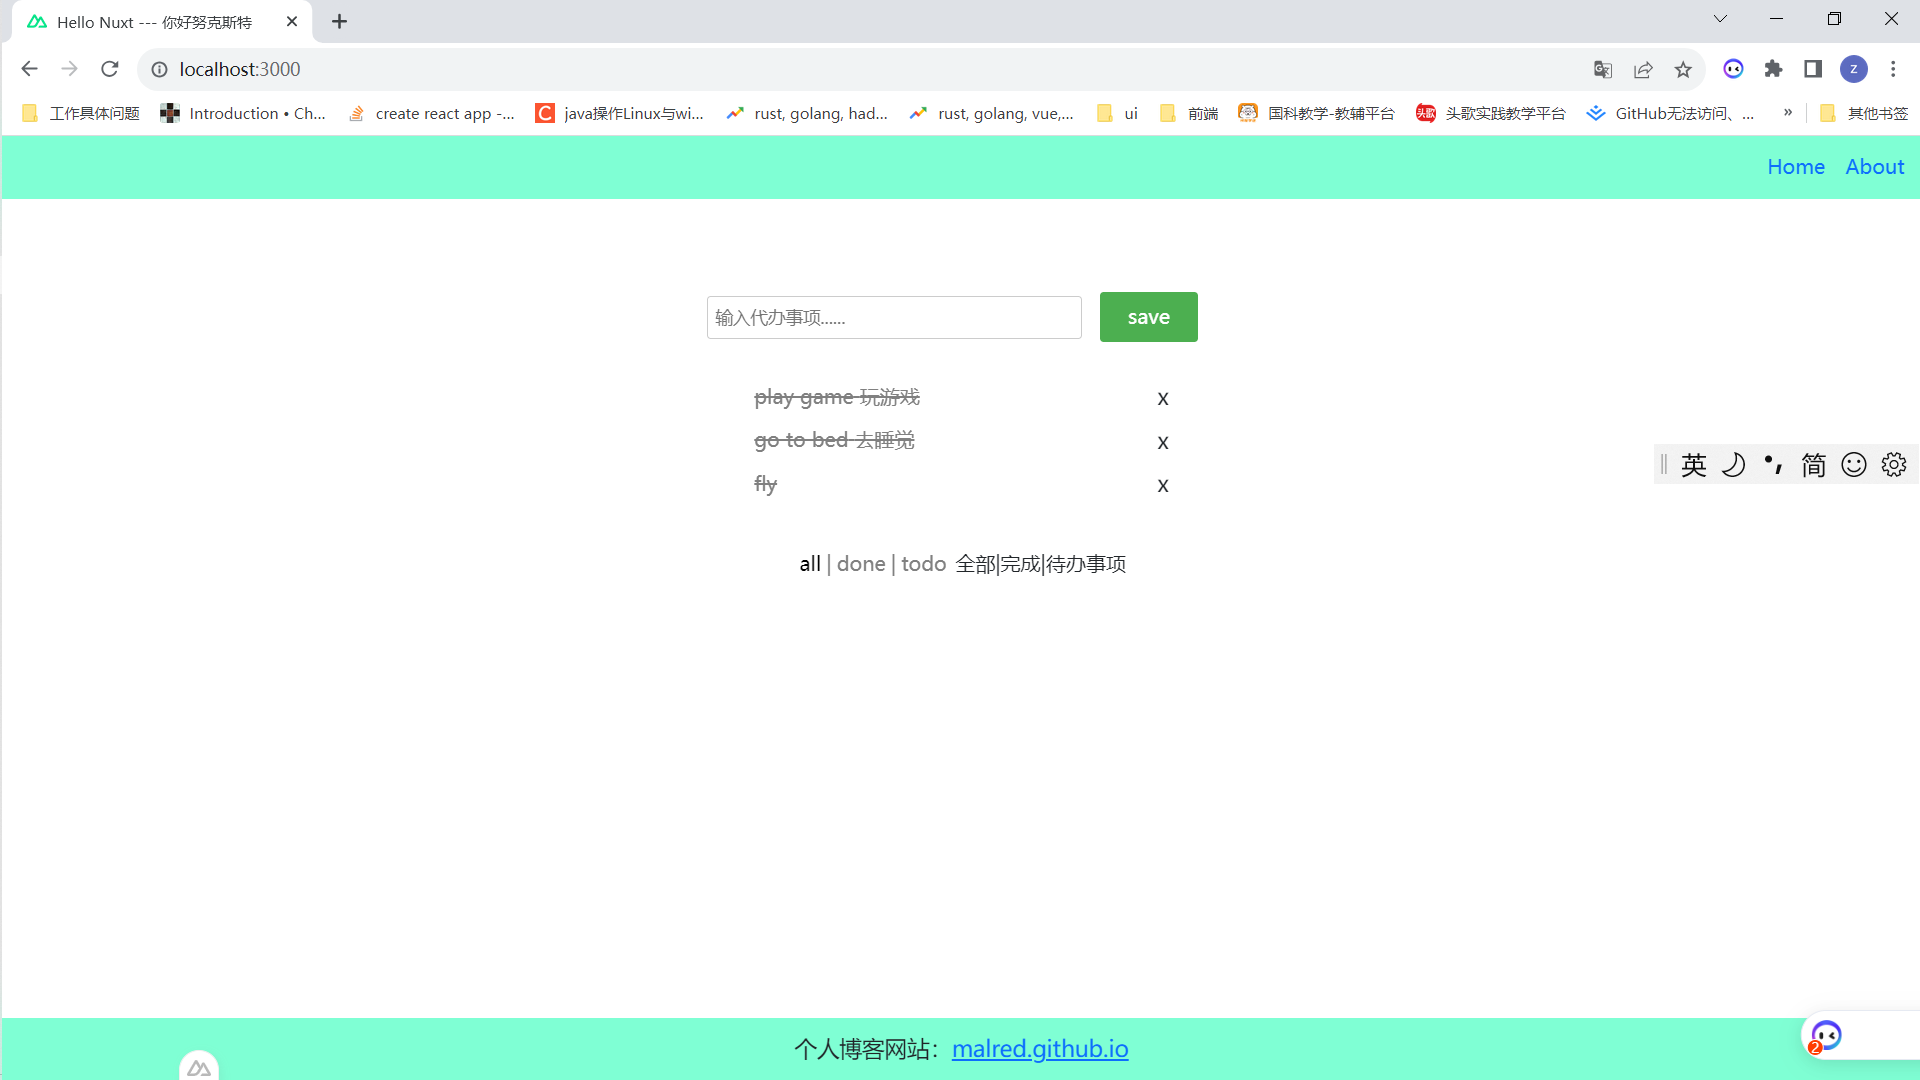 Hello Nuxt --- 你好努克斯特
localhost:3000
z
工作具体问题 Introduction • Ch... create react app -... C java操作Linux与wi... rust, golang, had... rust, golang, vue,... ui 前端 国科教学-教辅平台 头歌 头歌实践教学平台 GitHub无法访问、... » 其他书签
Home About
输入代办事项...... save
play game 玩游戏 x
go to bed 去睡觉 x
fly x
英 简
all | done | todo 全部|完成|待办事项
个人博客网站：malred.github.io
2